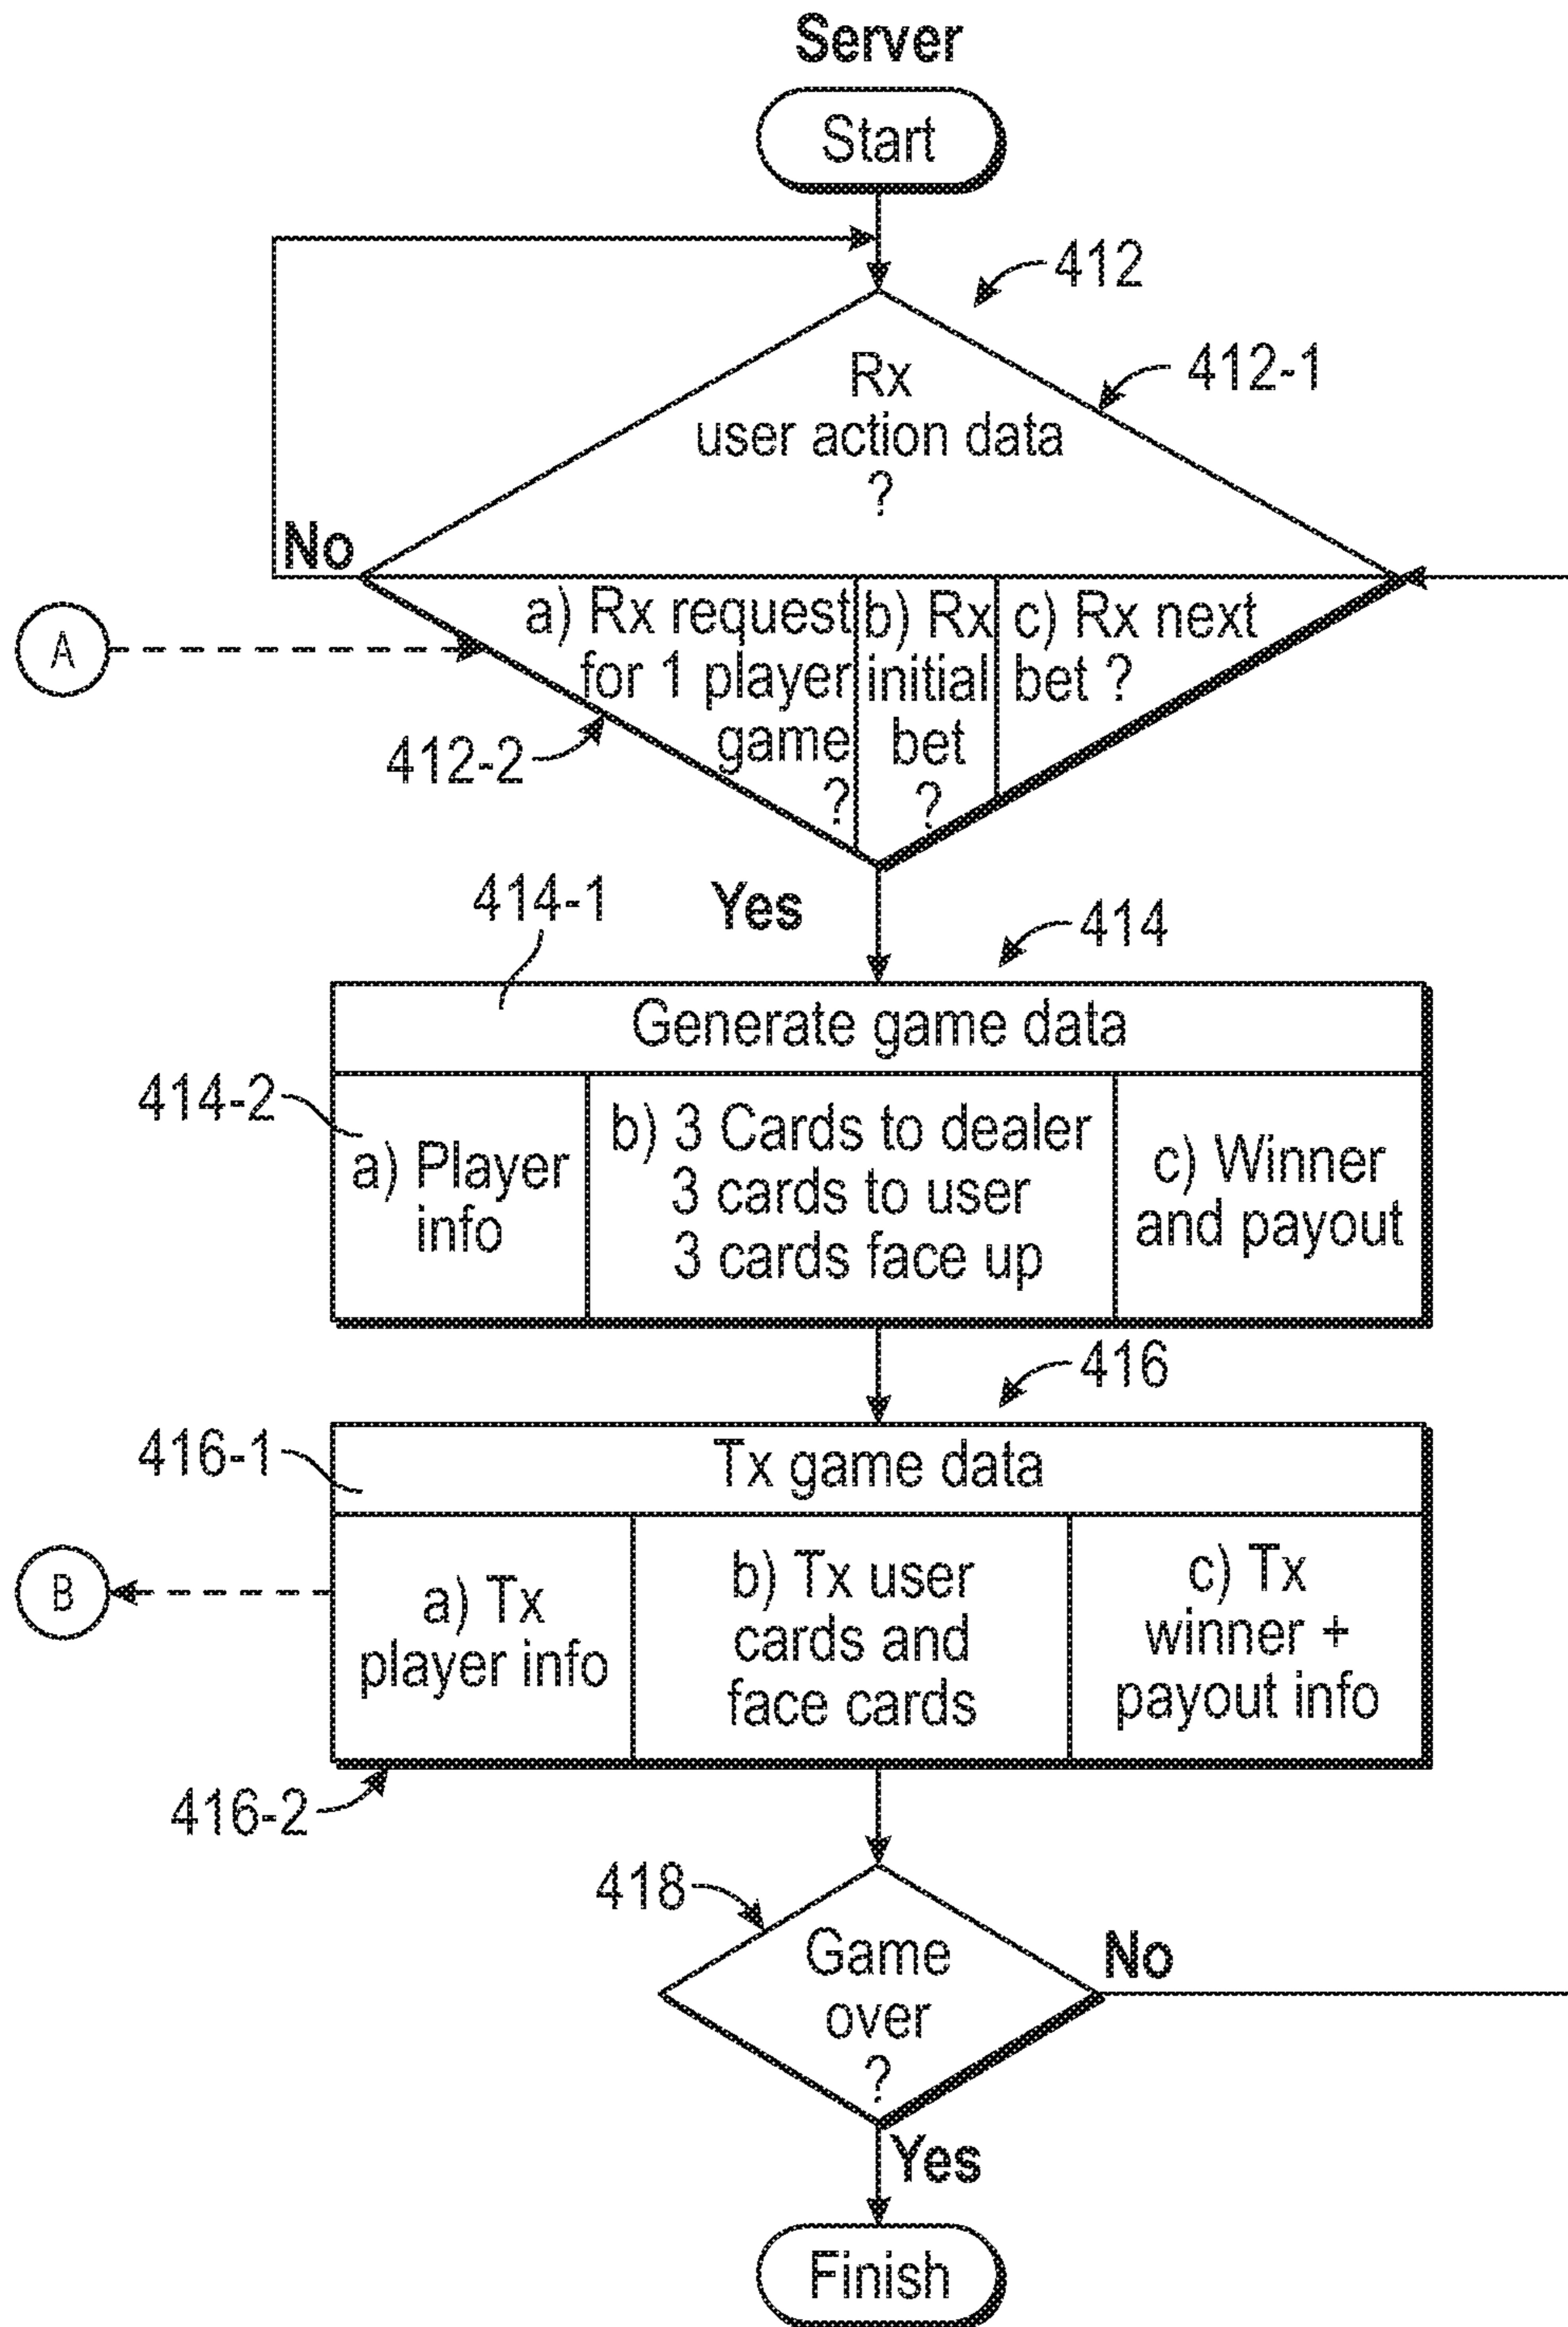 Server
Start
412
412-1
Rx
user action data
?
No
a) Rx request
for 1 player
game
?
b) Rx
initial
bet
?
c) Rx next
bet ?
A
412-2
Yes
414-1
414
Generate game data
414-2
a) Player
info
b) 3 Cards to dealer
3 cards to user
3 cards face up
c) Winner
and payout
416
416-1
Tx game data
B
a) Tx
player info
b) Tx user
cards and
face cards
c) Tx
winner +
payout info
416-2
418
Game
over
?
No
Yes
Finish